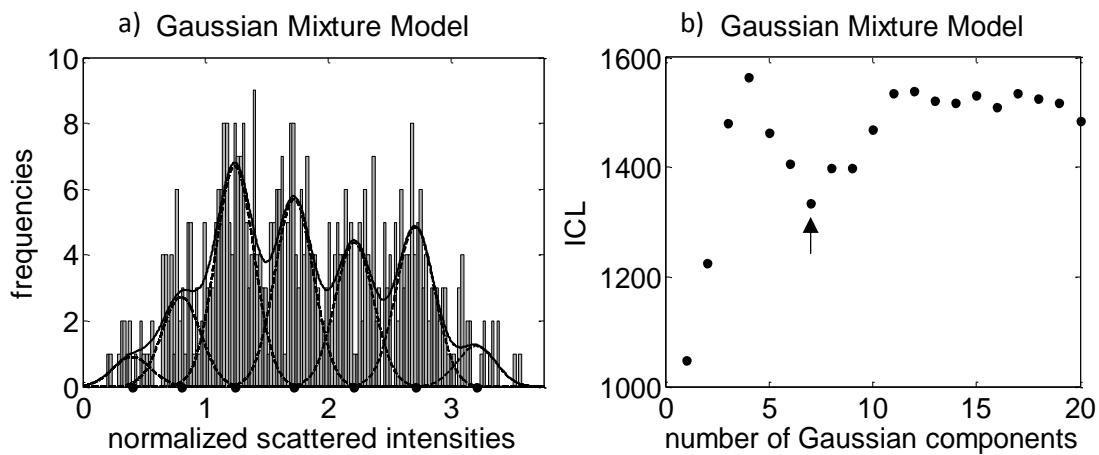 a) Gaussian Mixture Model
10
8
6
4
2
0
frequencies
0 1 2 3
normalized scattered intensities
b) Gaussian Mixture Model
1600
1400
1200
1000
ICL
0 5 10 15 20
number of Gaussian components